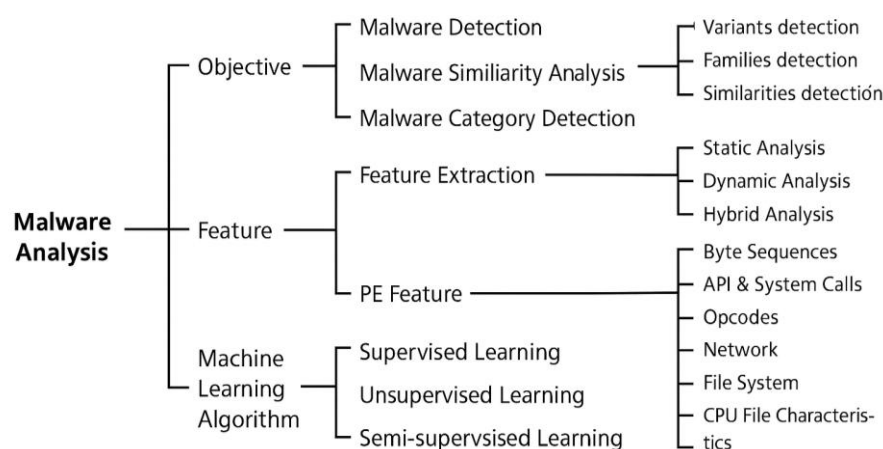 Malware
Analysis
Objective
Malware Detection
Malware Similiarity Analysis
Variants detection
Families detection
Similarities detectión
Malware Category Detection
Feature
Feature Extraction
Static Analysis
Dynamic Analysis
Hybrid Analysis
PE Feature
Byte Sequences
API & System Calls
Opcodes
Network
File System
CPU File Characteris-
tics
Machine
Learning
Algorithm
Supervised Learning
Unsupervised Learning
Semi-supervsised Learning